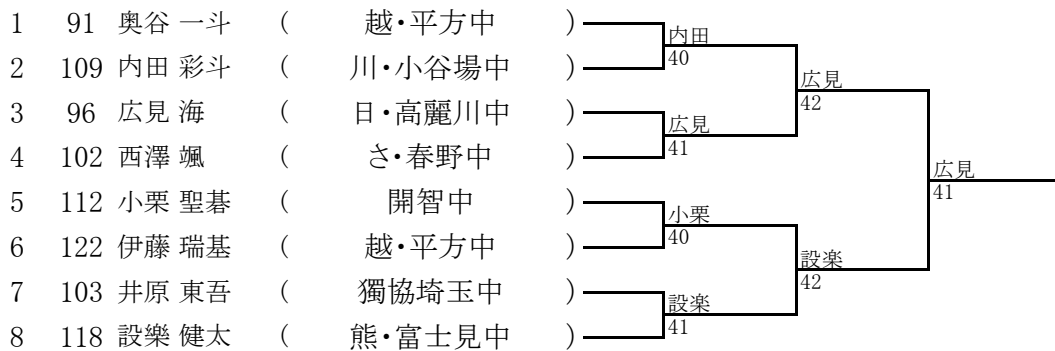 1 91 奥谷 一斗 ( 越・平方中 )
内田
40
2 109 内田 彩斗 ( 川・小谷場中 )
広見
42
3 96 広見 海 ( 日・高麗川中 )
広見
41
4 102 西澤 颯 ( さ・春野中 )
広見
41
5 112 小栗 聖碁 ( 開智中 )
小栗
40
6 122 伊藤 瑞基 ( 越・平方中 )
設楽
42
7 103 井原 東吾 ( 獨協埼玉中 )
設楽
41
8 118 設樂 健太 ( 熊・富士見中 )